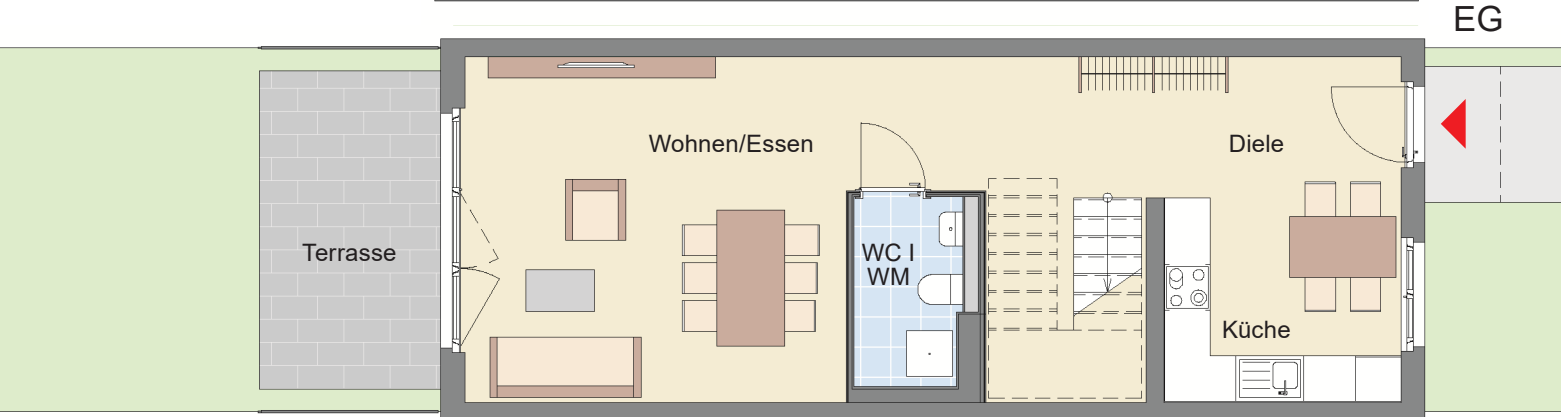 EG
Wohnen/Essen
Diele
Terrasse
WC I
WM
Küche